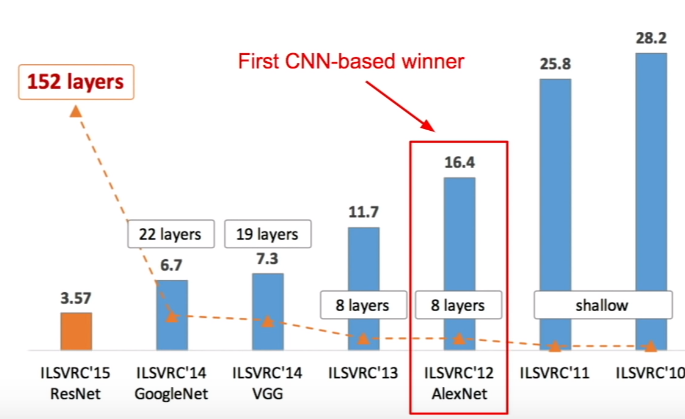 28.2
25.8
First CNN-based winner
152 layers
16.4
11.7
22 layers
19 layers
6.7
7.3
3.57
8 layers
8 layers
shallow
ILSVRC'15
ResNet
ILSVRC'14
GoogleNet
ILSVRC'14
VGG
ILSVRC'13
ILSVRC'12
AlexNet
ILSVRC'11
ILSVRC'10